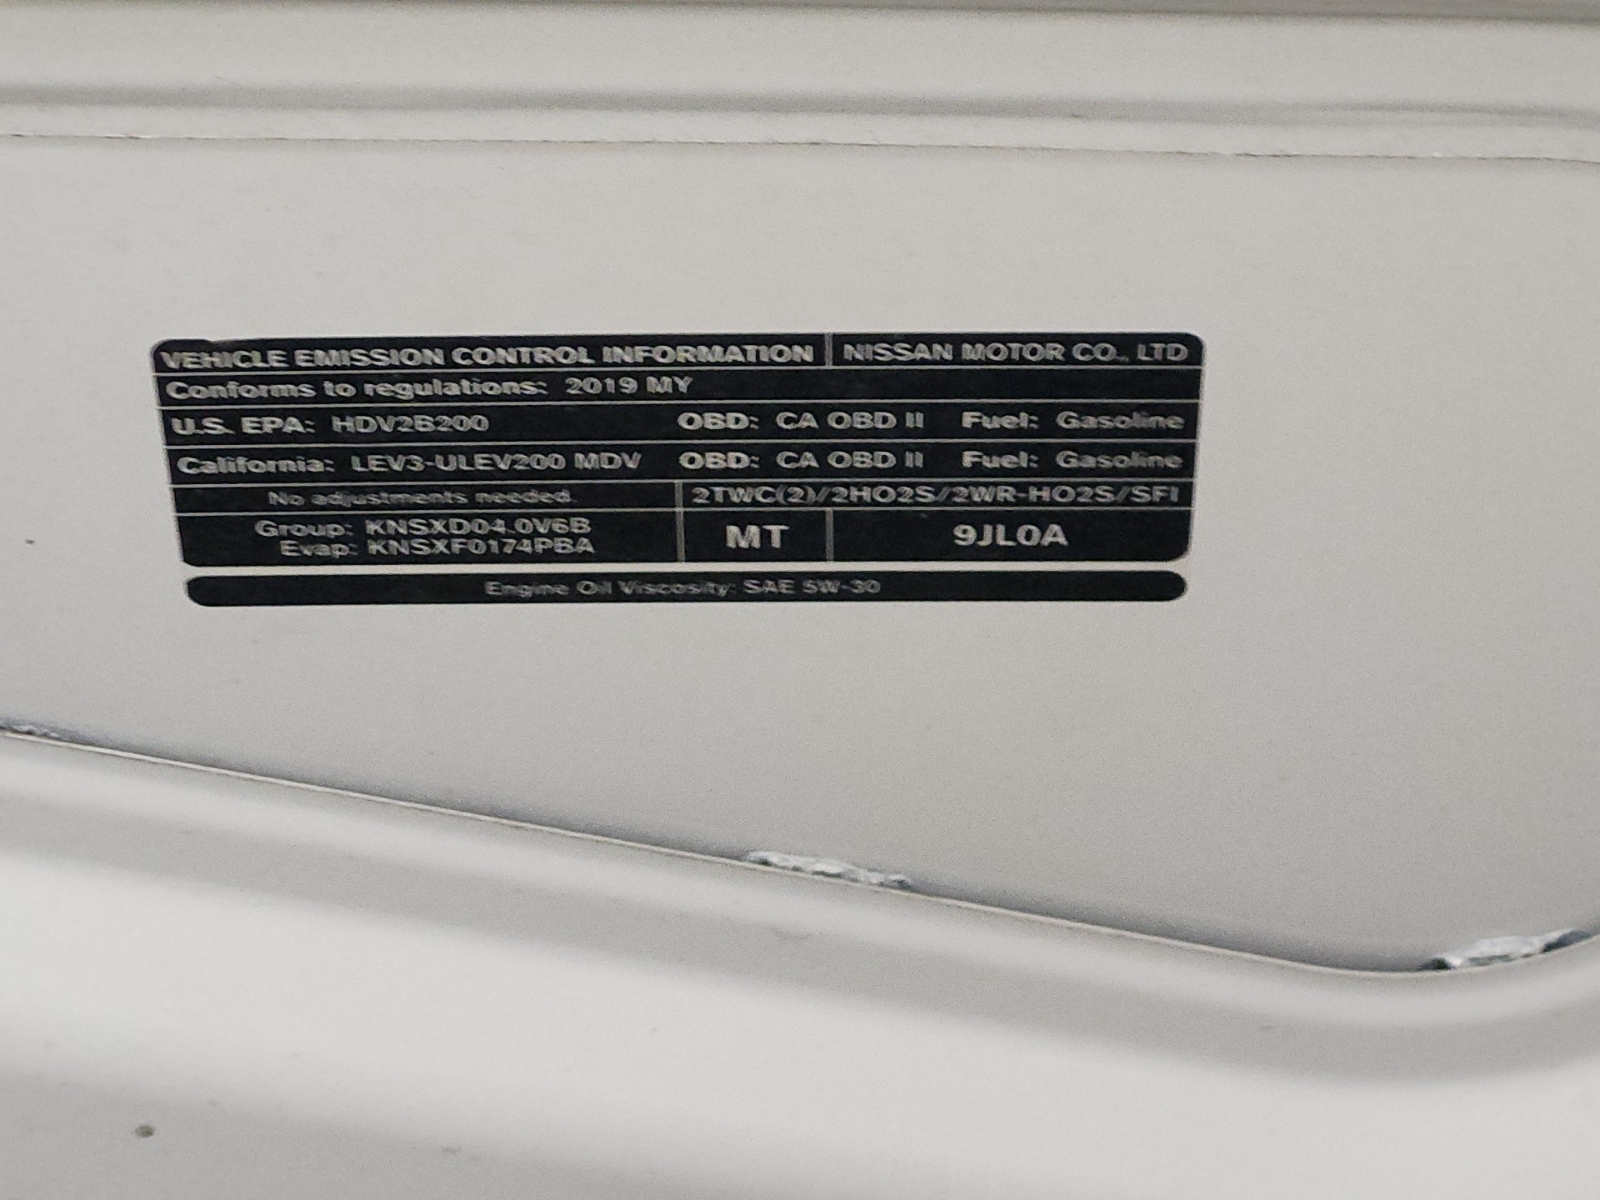 VEHICLE EMISSION CONTROL INFORMATION NISSAN MOTOR CO., LTD
Conforms to regulations: 2019 MY
U.S. EPA: HDV2B200 OBD: CA OBD II Fuel: Gasoline
California: LEV3-ULEV200 MDV OBD: CA OBD II Fuel: Gasoline
No adjustments needed. 2TWC(2)/2HO2S/2WR-HO2S/SFI
Group: KNSXD04.0V6B
Evap: KNSXF0174PBA
MT 9JL0A
Engine Oil Viscosity: SAE 5W-30